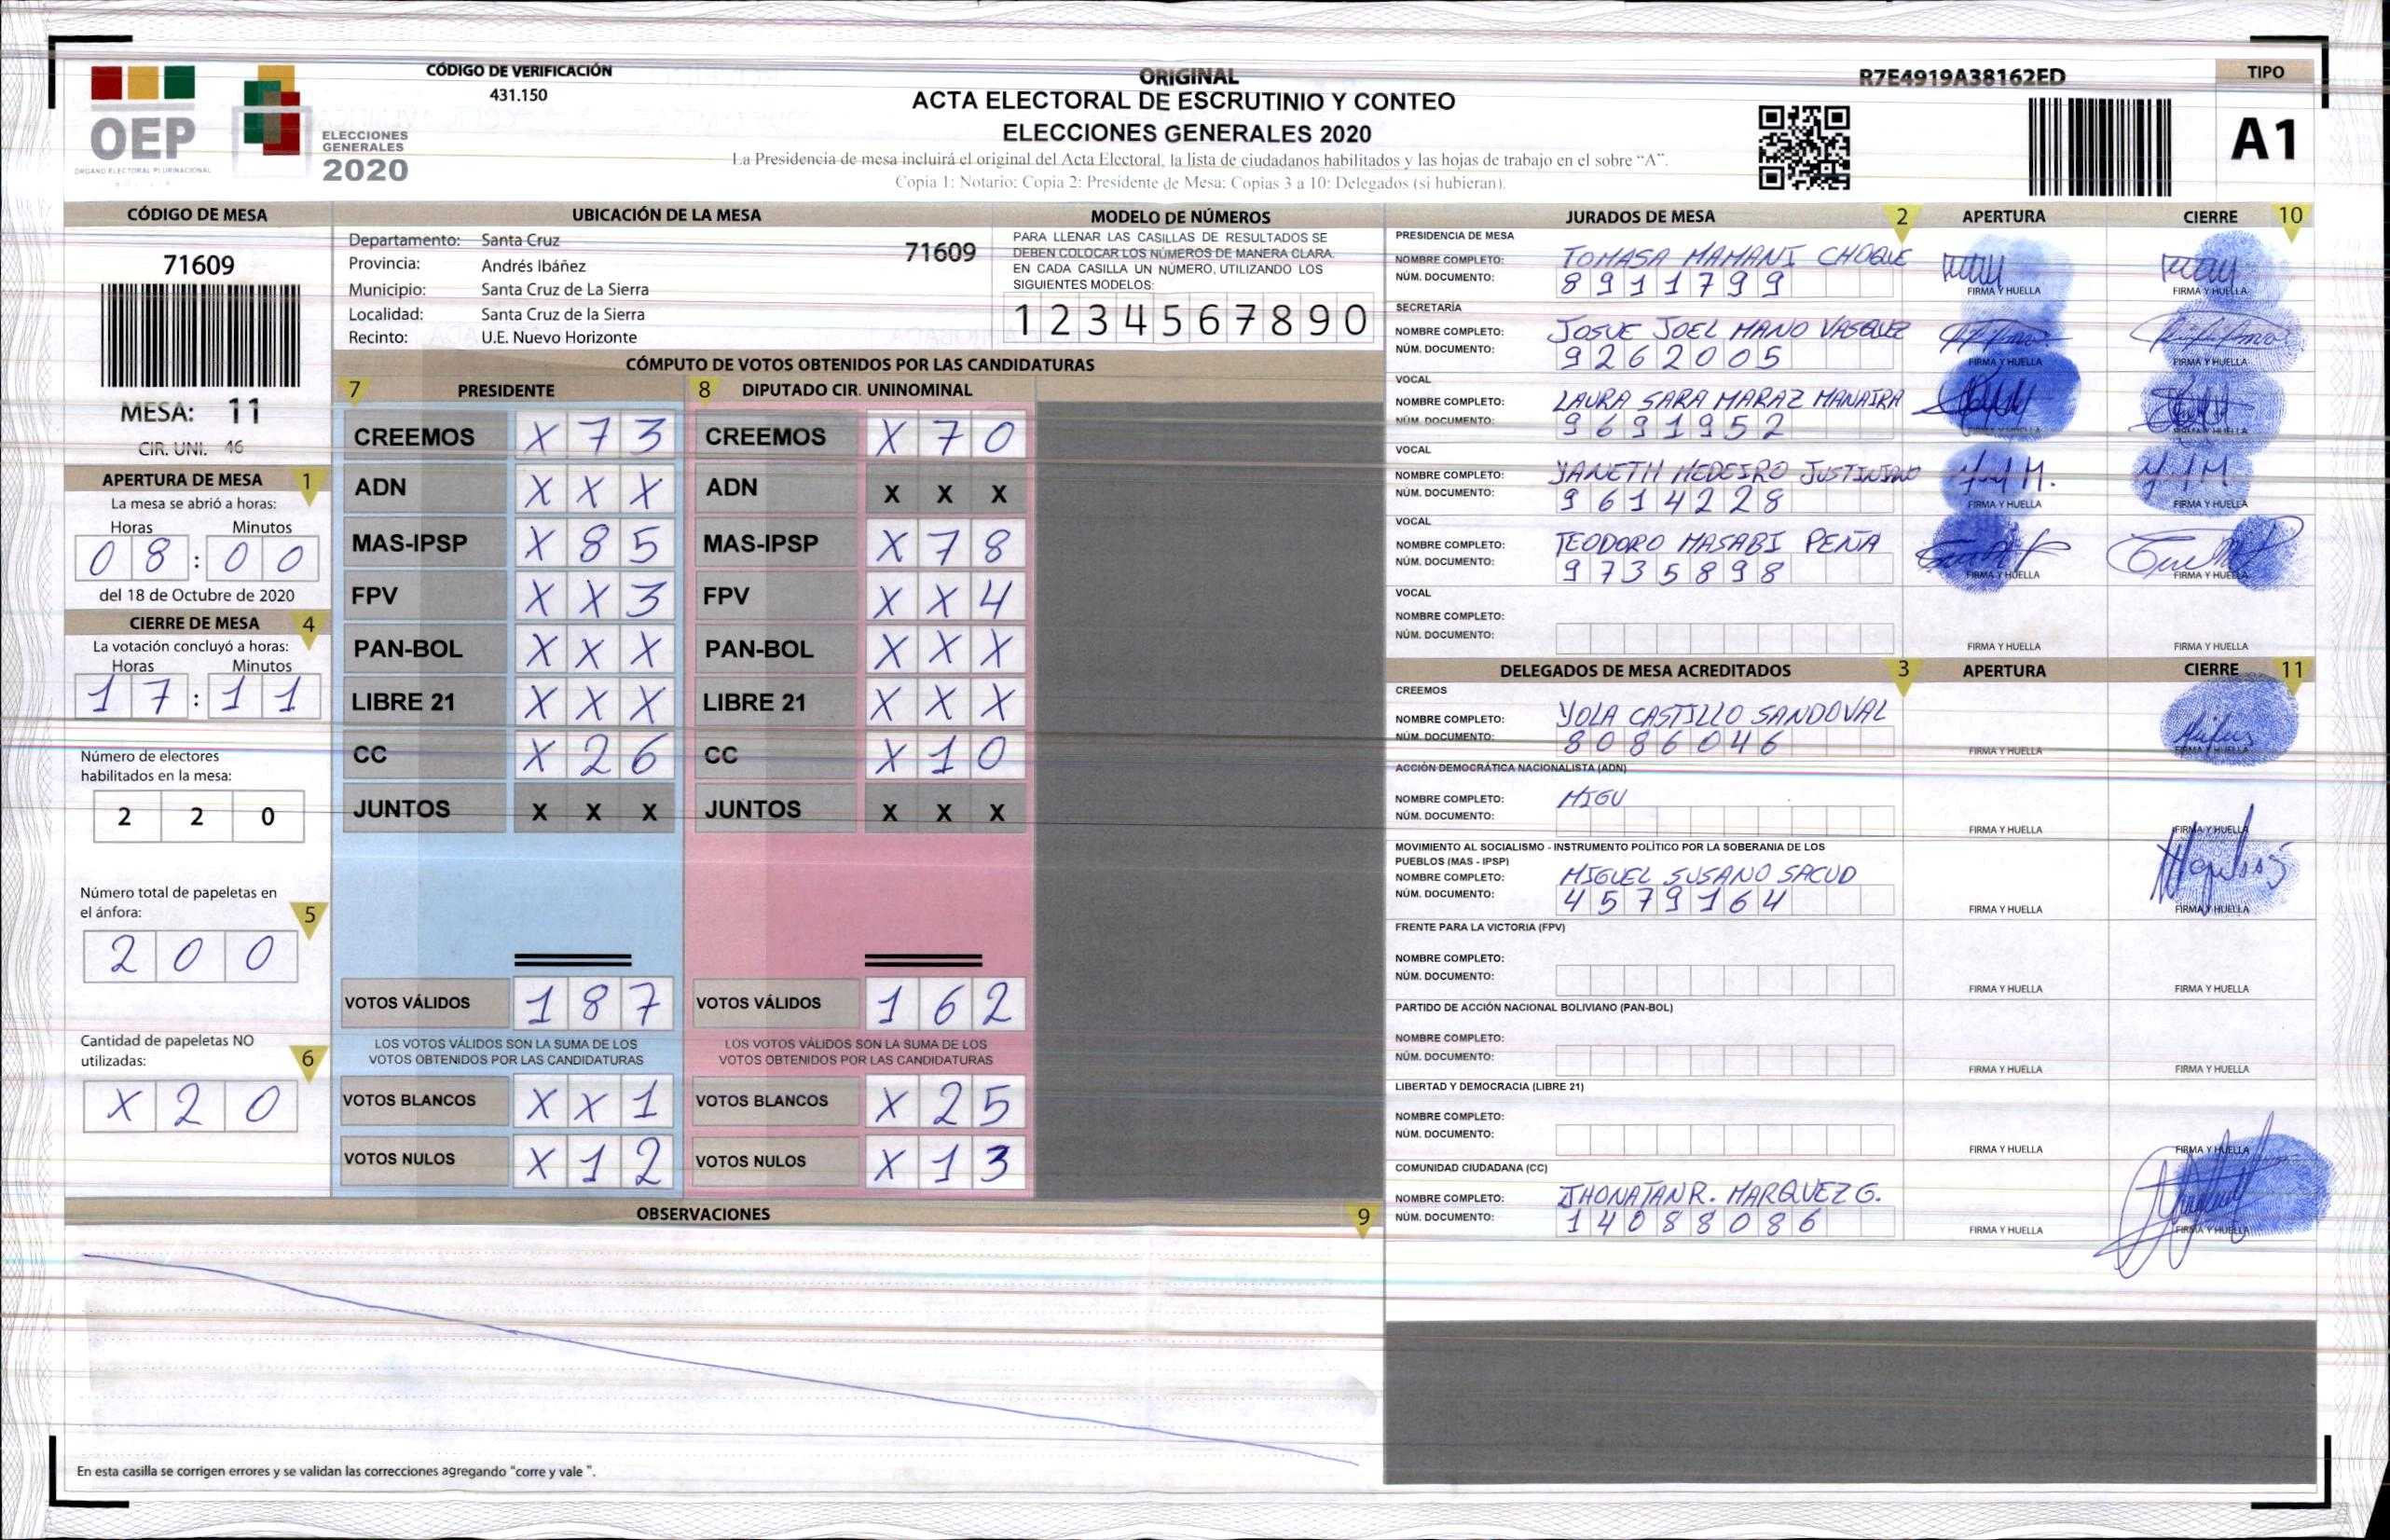 OEP
ÓRGANO ELECTORAL PLURINACIONAL
ELECCIONES
GENERALES
2020
CÓDIGO DE VERIFICACIÓN
431.150
ORIGINAL
ACTA ELECTORAL DE ESCRUTINIO Y CONTEO
ELECCIONES GENERALES 2020
La Presidencia de mesa incluirá el original del Acta Electoral, la lista de ciudadanos habilitados y las hojas de trabajo en el sobre “A”.
Copia 1: Notario: Copia 2: Presidente de Mesa: Copias 3 a 10: Delegados (si hubieran).
R7E4919A38162ED
TIPO
A1
CÓDIGO DE MESA
71609
MESA: 11
CIR. UNI. 46
APERTURA DE MESA 1
La mesa se abrió a horas:
Horas Minutos
0 8 : 0 0
del 18 de Octubre de 2020
CIERRE DE MESA 4
La votación concluyó a horas:
Horas Minutos
1 7 : 1 1
Número de electores
habilitados en la mesa:
2 2 0
Número total de papeletas en
el ánfora: 5
2 0 0
Cantidad de papeletas NO
utilizadas: 6
X 2 0
UBICACIÓN DE LA MESA
71609
Departamento: Santa Cruz
Provincia: Andrés Ibáñez
Municipio: Santa Cruz de La Sierra
Localidad: Santa Cruz de la Sierra
Recinto: U.E. Nuevo Horizonte
MODELO DE NÚMEROS
PARA LLENAR LAS CASILLAS DE RESULTADOS SE
DEBEN COLOCAR LOS NÚMEROS DE MANERA CLARA.
EN CADA CASILLA UN NÚMERO, UTILIZANDO LOS
SIGUIENTES MODELOS:
1 2 3 4 5 6 7 8 9 0
CÓMPUTO DE VOTOS OBTENIDOS POR LAS CANDIDATURAS
7 PRESIDENTE 8 DIPUTADO CIR. UNINOMINAL
CREEMOS X 7 3 CREEMOS X 7 0
ADN X X X ADN X X X
MAS-IPSP X 8 5 MAS-IPSP X 7 8
FPV X X 3 FPV X X 4
PAN-BOL X X X PAN-BOL X X X
LIBRE 21 X X X LIBRE 21 X X X
CC X 2 6 CC X 1 0
JUNTOS X X X JUNTOS X X X
VOTOS VÁLIDOS 1 8 7 VOTOS VÁLIDOS 1 6 2
LOS VOTOS VÁLIDOS SON LA SUMA DE LOS LOS VOTOS VÁLIDOS SON LA SUMA DE LOS
VOTOS OBTENIDOS POR LAS CANDIDATURAS VOTOS OBTENIDOS POR LAS CANDIDATURAS
VOTOS BLANCOS X X 1 VOTOS BLANCOS X 2 5
VOTOS NULOS X 1 2 VOTOS NULOS X 1 3
OBSERVACIONES 9
En esta casilla se corrigen errores y se validan las correcciones agregando "corre y vale ".
JURADOS DE MESA 2 APERTURA CIERRE 10
PRESIDENCIA DE MESA
NOMBRE COMPLETO: TOMASA MAMANI CHOQUE
NÚM. DOCUMENTO: 8911799
FIRMA Y HUELLA FIRMA Y HUELLA
SECRETARÍA
NOMBRE COMPLETO: JOSUE JOEL MANO VASQUEZ
NÚM. DOCUMENTO: 9262005
FIRMA Y HUELLA FIRMA Y HUELLA
VOCAL
NOMBRE COMPLETO: LAURA SARA MARAZ MANAIRA
NÚM. DOCUMENTO: 9691952
VOCAL
NOMBRE COMPLETO: YANETH MEDEIRO JUSTINIANO
NÚM. DOCUMENTO: 9614228
FIRMA Y HUELLA FIRMA Y HUELLA
VOCAL
NOMBRE COMPLETO: TEODORO MASABI PEÑA
NÚM. DOCUMENTO: 9735898
FIRMA Y HUELLA FIRMA Y HUELLA
VOCAL
NOMBRE COMPLETO:
NÚM. DOCUMENTO:
FIRMA Y HUELLA FIRMA Y HUELLA
DELEGADOS DE MESA ACREDITADOS 3 APERTURA CIERRE 11
CREEMOS
NOMBRE COMPLETO: YOLA CASTILLO SANDOVAL
NÚM. DOCUMENTO: 8086046
FIRMA Y HUELLA FIRMA Y HUELLA
ACCIÓN DEMOCRÁTICA NACIONALISTA (ADN)
NOMBRE COMPLETO: MIGU
NÚM. DOCUMENTO:
FIRMA Y HUELLA FIRMA Y HUELLA
MOVIMIENTO AL SOCIALISMO - INSTRUMENTO POLÍTICO POR LA SOBERANIA DE LOS
PUEBLOS (MAS - IPSP)
NOMBRE COMPLETO: MIGUEL SUSANO SACUD
NÚM. DOCUMENTO: 4579164
FIRMA Y HUELLA FIRMA Y HUELLA
FRENTE PARA LA VICTORIA (FPV)
NOMBRE COMPLETO:
NÚM. DOCUMENTO:
FIRMA Y HUELLA FIRMA Y HUELLA
PARTIDO DE ACCIÓN NACIONAL BOLIVIANO (PAN-BOL)
NOMBRE COMPLETO:
NÚM. DOCUMENTO:
FIRMA Y HUELLA FIRMA Y HUELLA
LIBERTAD Y DEMOCRACIA (LIBRE 21)
NOMBRE COMPLETO:
NÚM. DOCUMENTO:
FIRMA Y HUELLA FIRMA Y HUELLA
COMUNIDAD CIUDADANA (CC)
NOMBRE COMPLETO: JHONATAN R. MARQUEZ G.
NÚM. DOCUMENTO: 14088086
FIRMA Y HUELLA FIRMA Y HUELLA